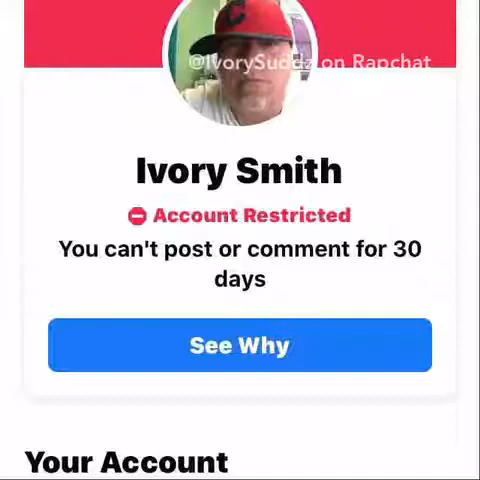 @IvorySuddz on Rapchat
Ivory Smith
Account Restricted
You can't post or comment for 30
days
See Why
Your Account